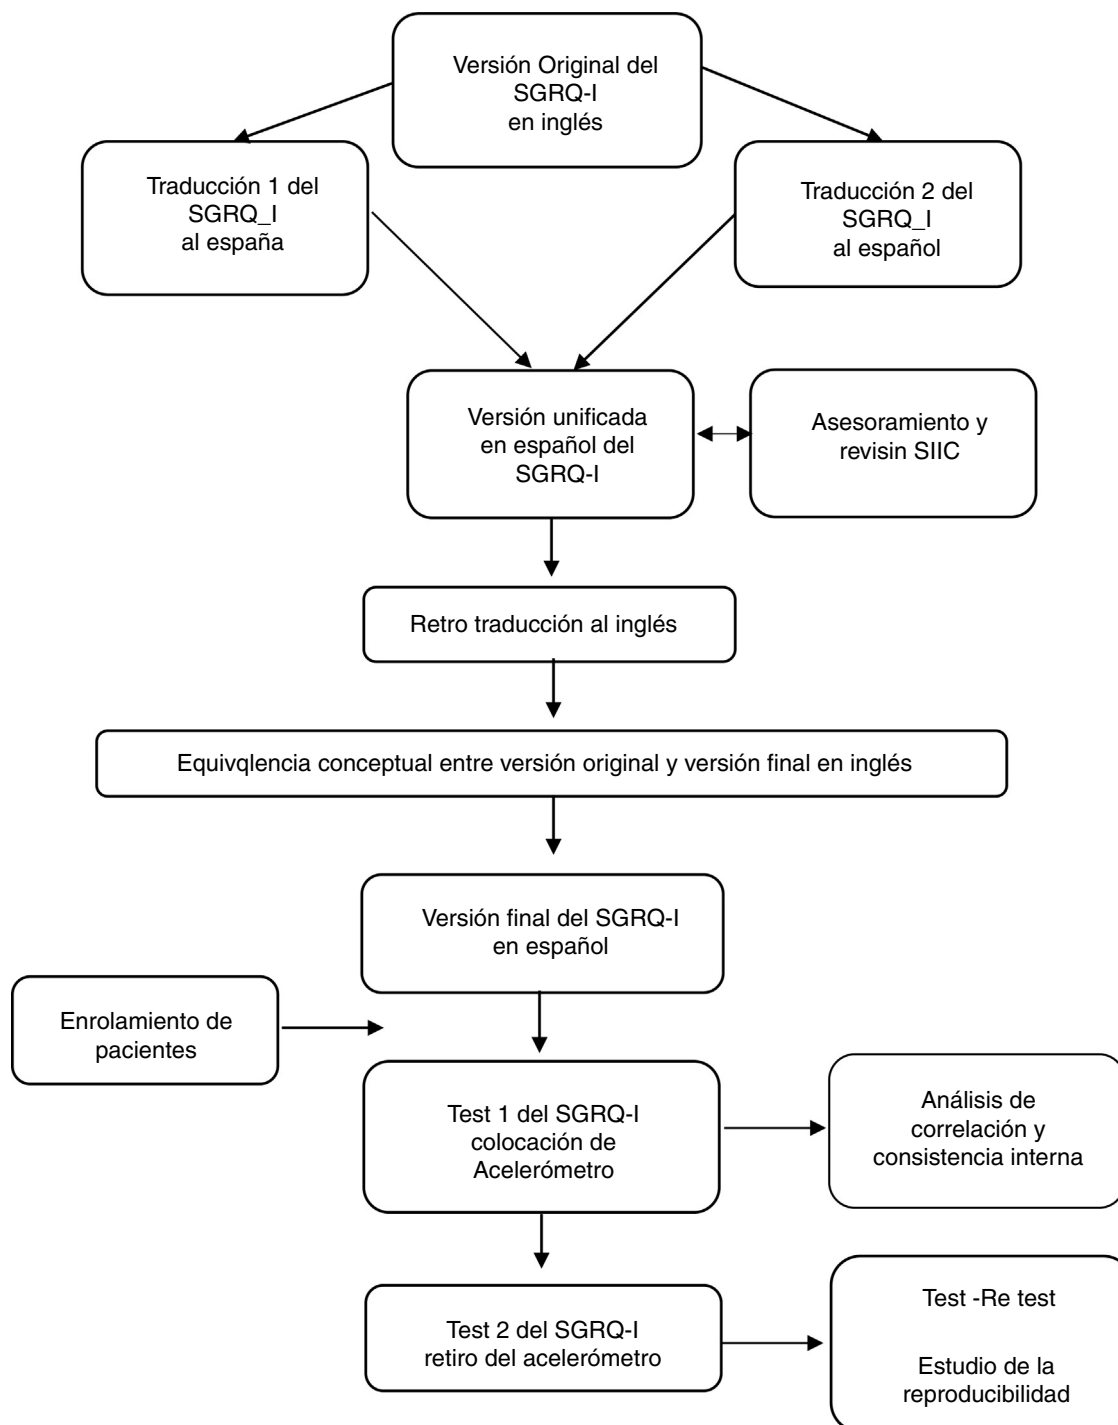 Versión Original del
SGRQ-I
en inglés
Traducción 1 del
SGRQ_I
al españa
Traducción 2 del
SGRQ_I
al español
Versión unificada
en español del
SGRQ-I
Asesoramiento y
revisin SIIC
Retro traducción al inglés
Equivqlencia conceptual entre versión original y versión final en inglés
Versión final del SGRQ-I
en español
Enrolamiento de
pacientes
Test 1 del SGRQ-I
colocación de
Acelerómetro
Análisis de
correlación y
consistencia interna
Test 2 del SGRQ-I
retiro del acelerómetro
Test -Re test
Estudio de la
reproducibilidad